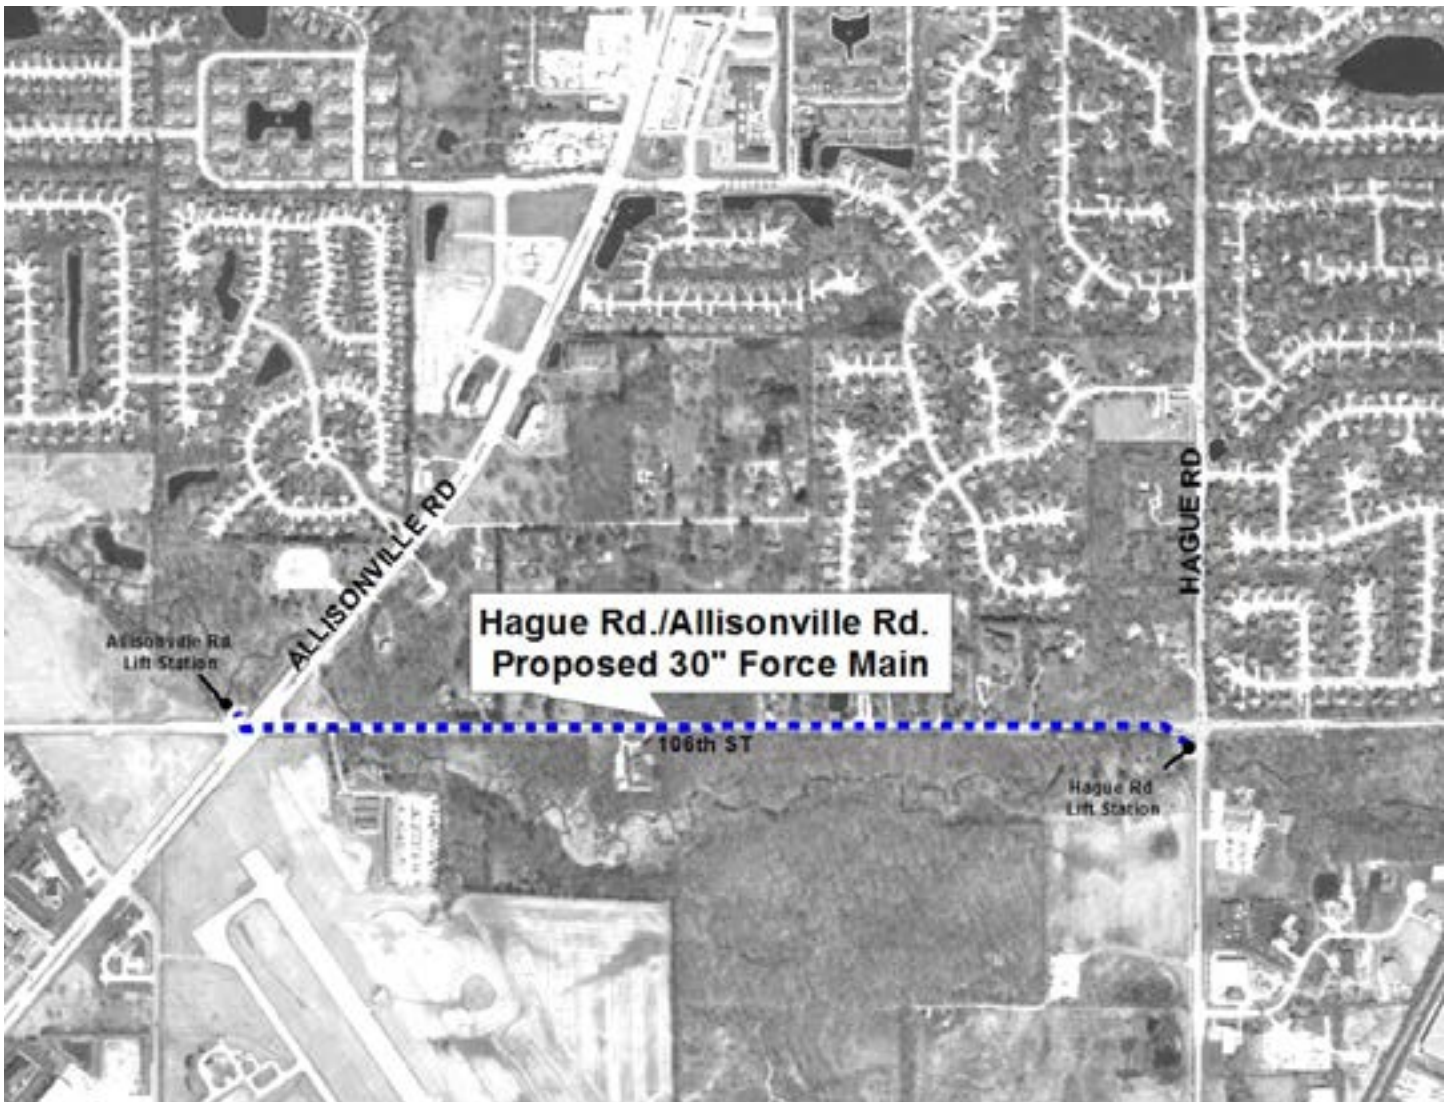 ALLISONVILLE RD
HAGUE RD
Hague Rd./Allisonville Rd.
Proposed 30" Force Main
Allisonville Rd
Lift Station
106th ST
Hague Rd
Lift Station